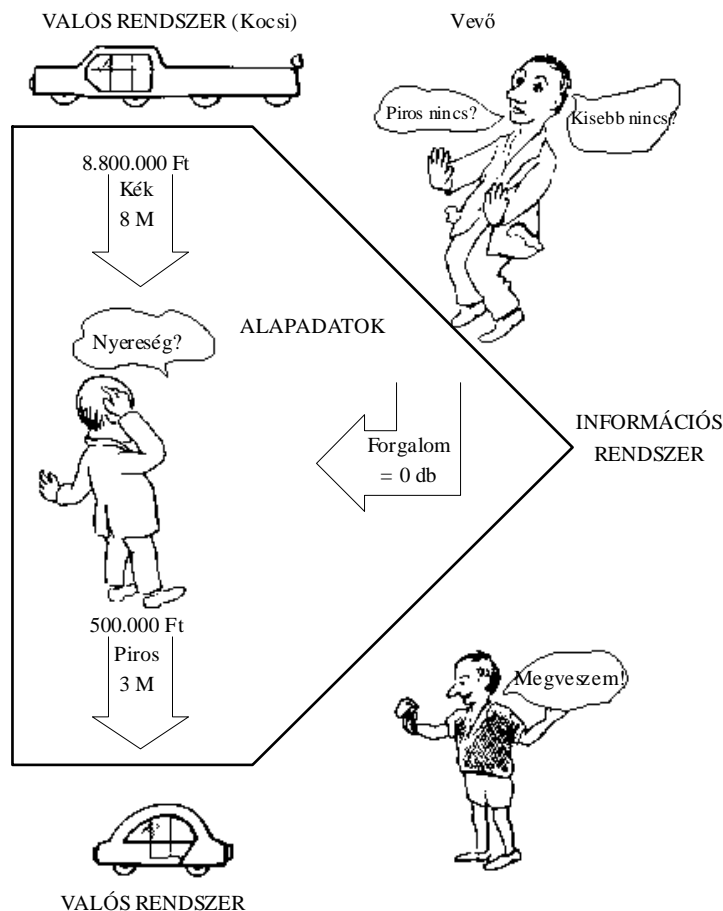 VALÓS RENDSZER (Kocsi)
Vevő
Piros nincs?
Kisebb nincs?
8.800.000 Ft
Kék
8 M
ALAPADATOK
Nyereség?
INFORMÁCIÓS
RENDSZER
Forgalom
= 0 db
500.000 Ft
Piros
3 M
Megveszem!
VALÓS RENDSZER